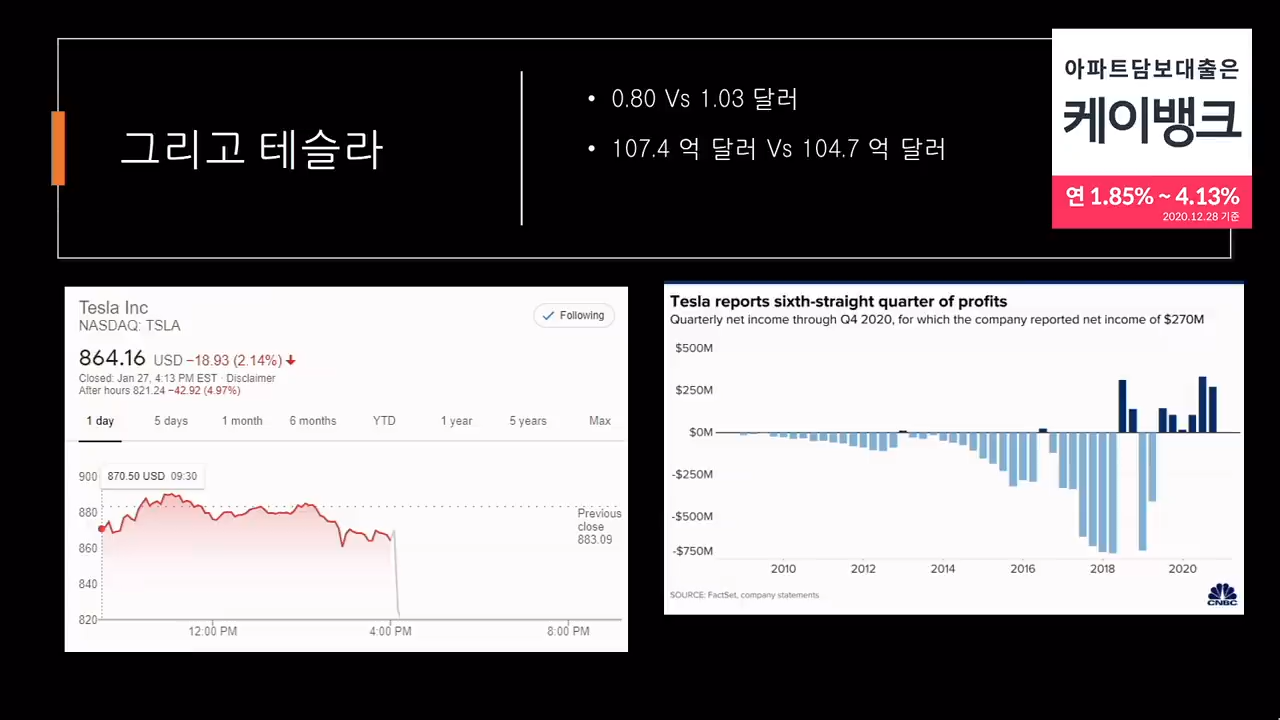 그리고 테슬라
• 0.80 Vs 1.03 달러
• 107.4 억 달러 Vs 104.7 억 달러
아파트담보대출은
케이뱅크
연 1.85% ~ 4.13%
2020.12.28 기준
Tesla Inc
NASDAQ: TSLA
Following
864.16 USD −18.93 (2.14%)
Closed: Jan 27, 4:13 PM EST · Disclaimer
After hours 821.24 −42.92 (4.97%)
1 day 5 days 1 month 6 months YTD 1 year 5 years Max
870.50 USD 09:30
900
880
860
840
820
Previous
close
883.09
12:00 PM 4:00 PM 8:00 PM
Tesla reports sixth-straight quarter of profits
Quarterly net income through Q4 2020, for which the company reported net income of $270M
$500M
$250M
$0M
-$250M
-$500M
-$750M
2010 2012 2014 2016 2018 2020
SOURCE: FactSet, company statements
CNBC